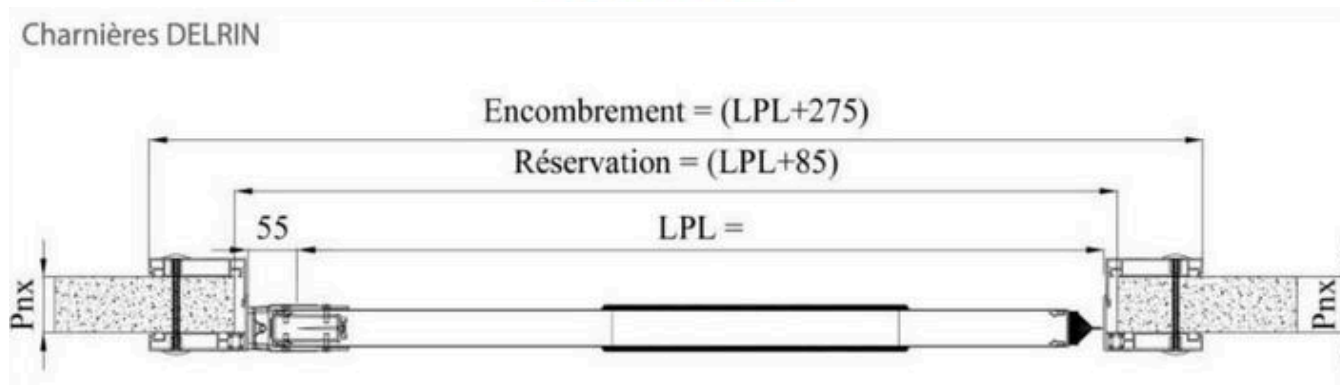 Charnières DELRIN
Encombrement = (LPL+275)
Réservation = (LPL+85)
55
LPL =
Pnx
Pnx